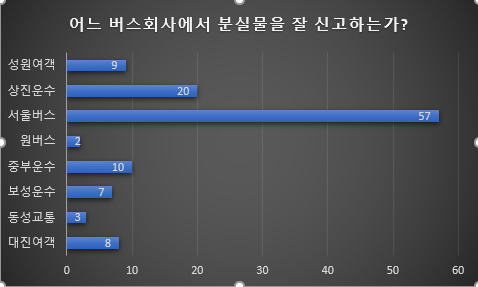 어느 버스회사에서 분실물을 잘 신고하는가?
성원여객 9
상진운수 20
서울버스 57
원버스 2
중부운수 10
보성운수 7
동성교통 3
대진여객 8
0 10 20 30 40 50 60